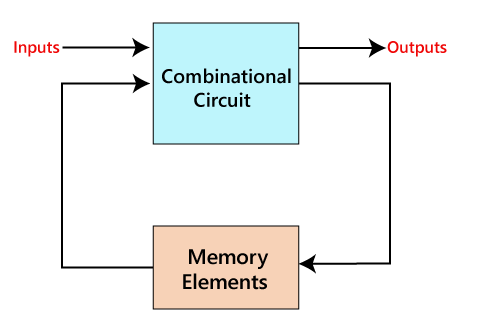 Inputs
Outputs
Combinational
Circuit
Memory
Elements